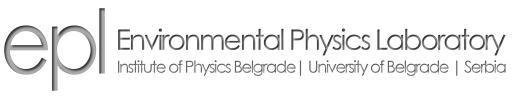 epl
Environmental Physics Laboratory
Institute of Physics Belgrade | University of Belgrade | Serbia